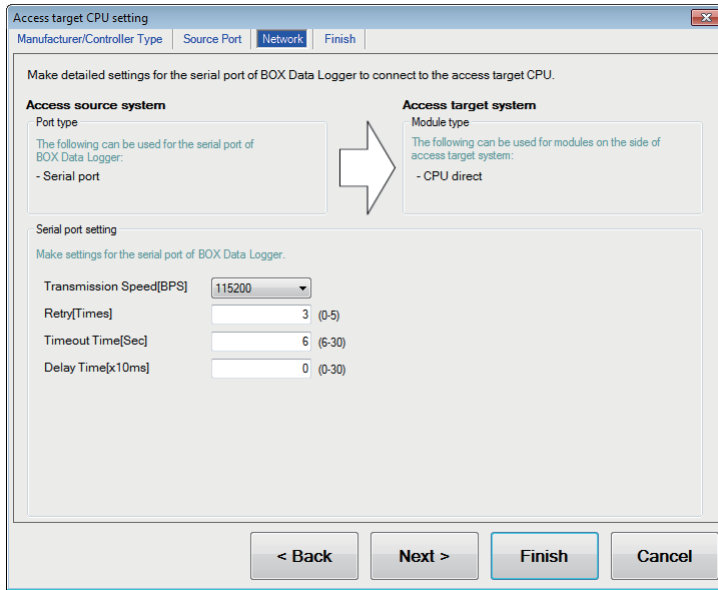 Access target CPU setting
Manufacturer/Controller Type Source Port Network Finish
Make detailed settings for the serial port of BOX Data Logger to connect to the access target CPU.
Access source system
Port type
The following can be used for the serial port of
BOX Data Logger:
- Serial port
Access target system
Module type
The following can be used for modules on the side of
access target system:
- CPU direct
Serial port setting
Make settings for the serial port of BOX Data Logger.
Transmission Speed[BPS] 115200
Retry[Times] 3 (0-5)
Timeout Time[Sec] 6 (6-30)
Delay Time[x10ms] 0 (0-30)
< Back Next > Finish Cancel